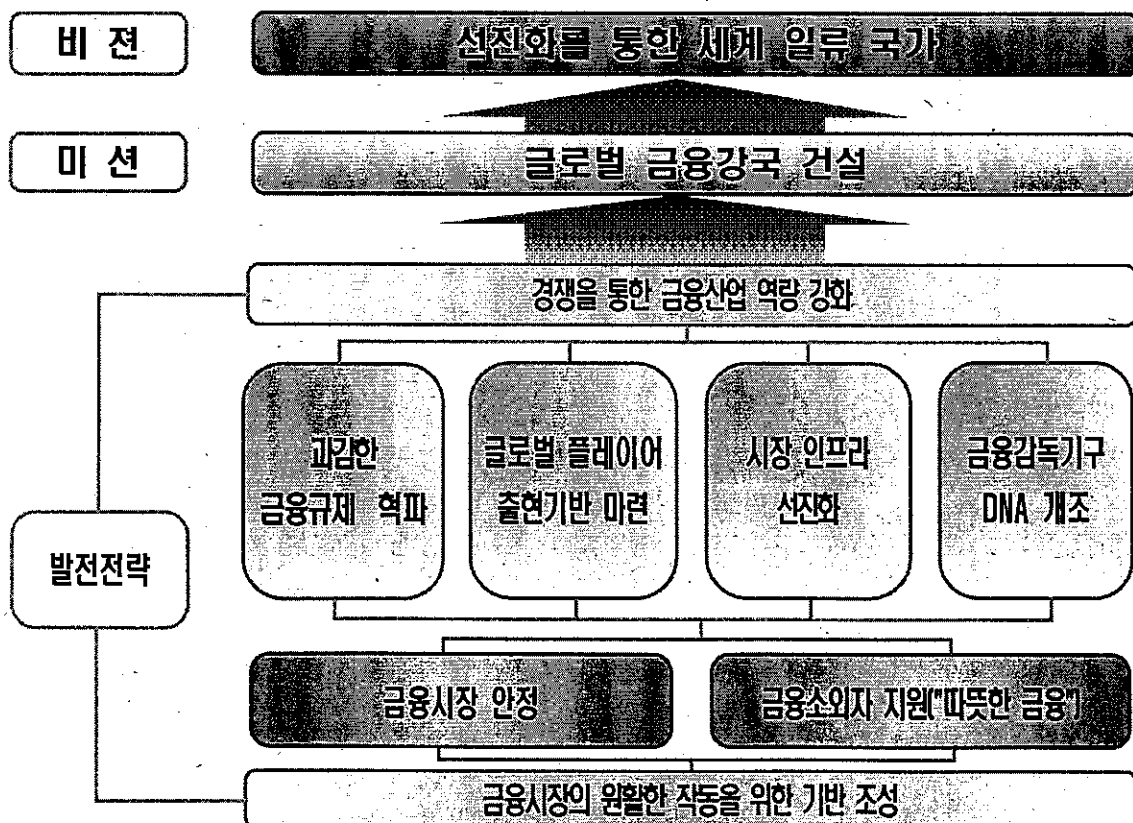 비 젼
선진화를 통한 세계 일류 국가
미 션
글로벌 금융강국 건설
경쟁을 통한 금융산업 역량 강화
과감한
금융규제 혁파
글로벌 플레이어
출현기반 마련
시장 인프라
선진화
금융감독기구
DNA 개조
발전전략
금융시장 안정
금융소외자 지원("따뜻한 금융")
금융시장의 원활한 작동을 위한 기반 조성